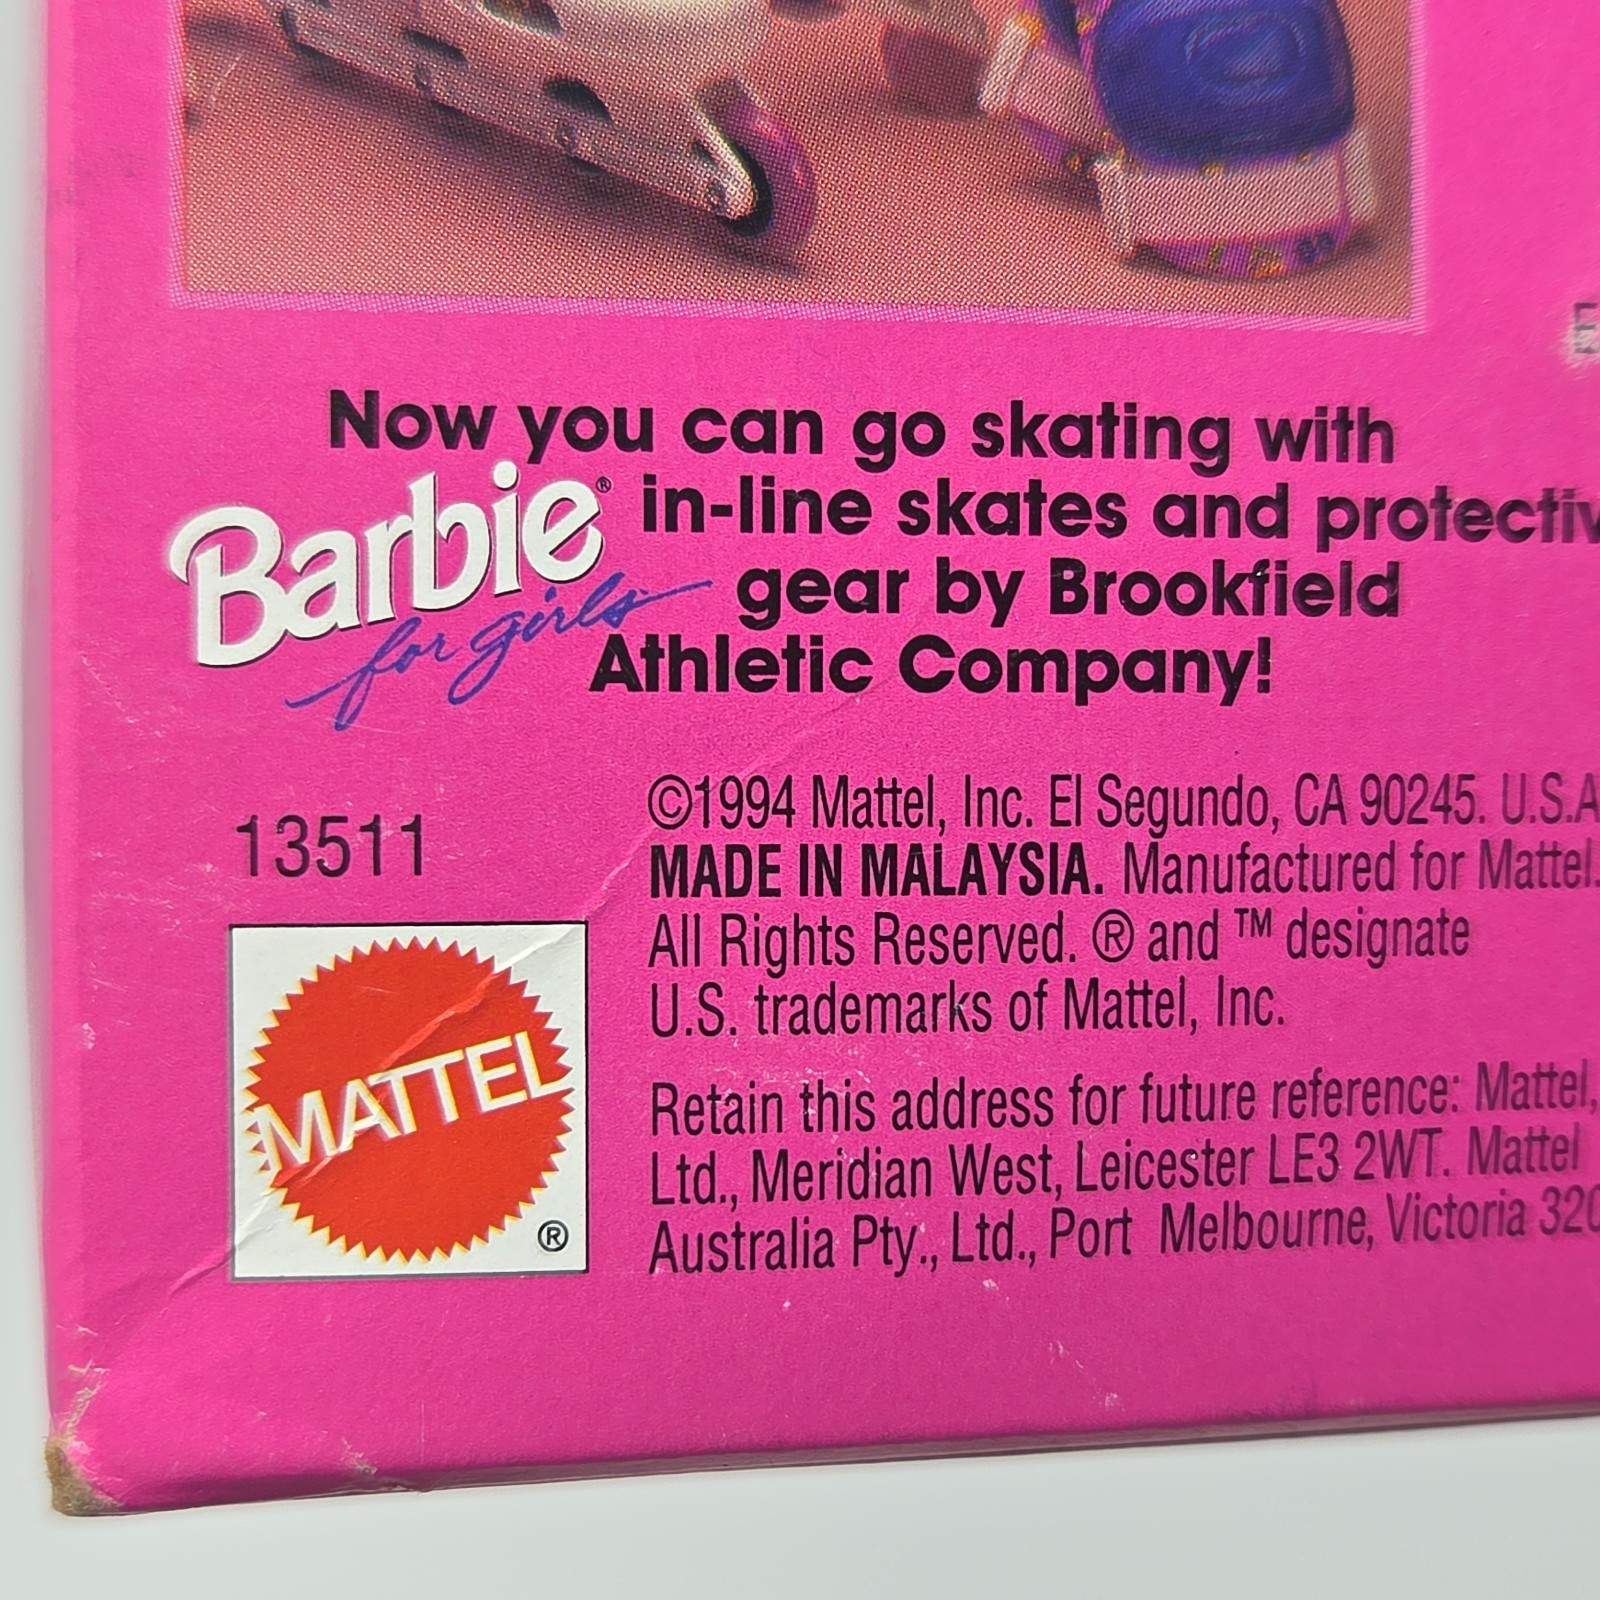 Now you can go skating with
Barbie® in-line skates and
for girls gear by Brookfield
Athletic Company!
13511
©1994 Mattel, Inc. El Segundo, CA 90245. U.S.A
MADE IN MALAYSIA. Manufactured for Mattel.
All Rights Reserved. ® and ™ designate
U.S. trademarks of Mattel, Inc.
MATTEL
®
Retain this address for future reference: Mattel,
Ltd., Meridian West, Leicester LE3 2WT. Mattel
Australia Pty., Ltd., Port Melbourne, Victoria